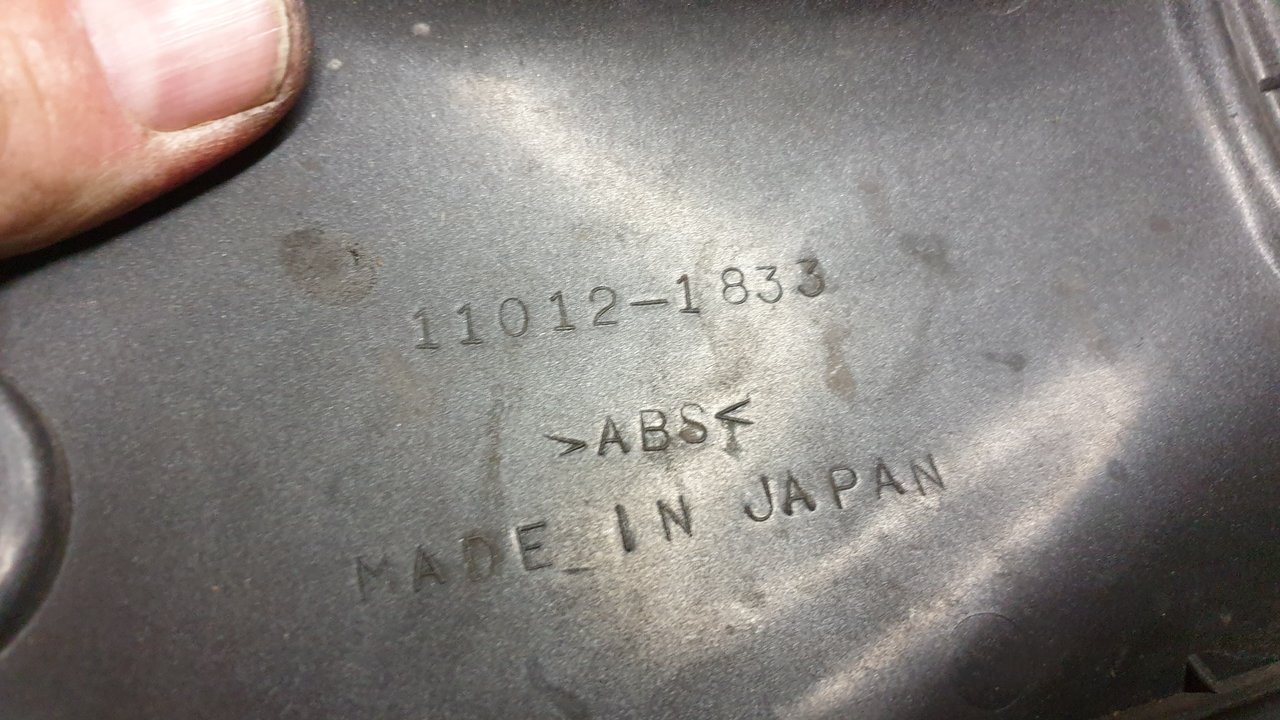 11012-1833
>ABS<
MADE IN JAPAN